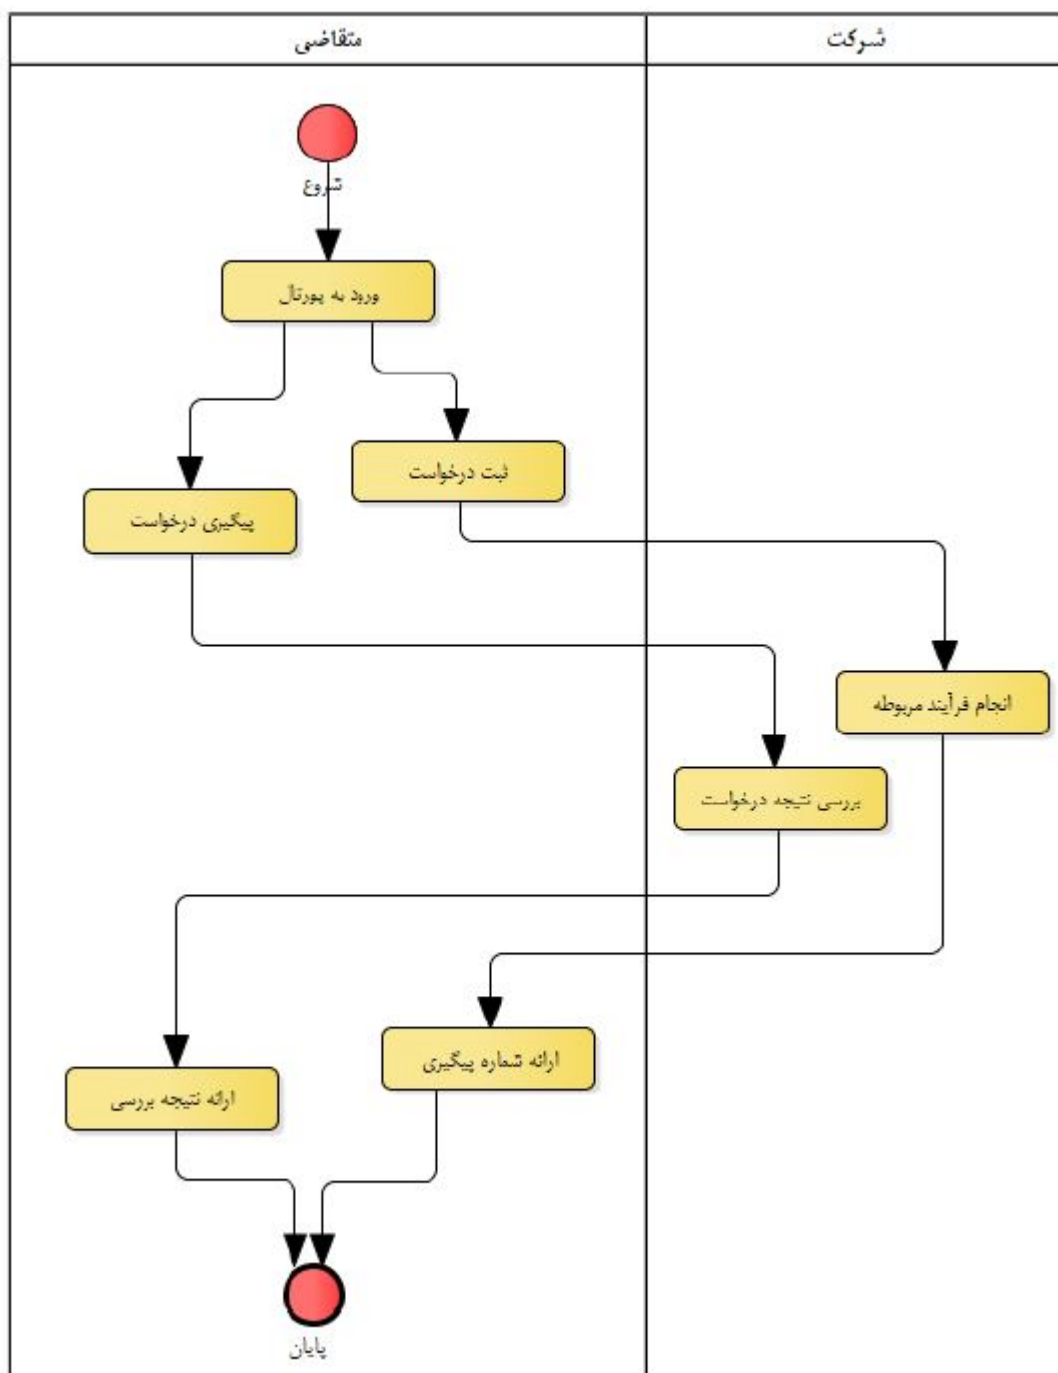 شرکت
متقاضی
شروع
ورود به پورتال
ثبت درخواست
پیگیری درخواست
انجام فرآیند مربوطه
بررسی نتیجه درخواست
ارائه شماره پیگیری
ارائه نتیجه بررسی
پایان